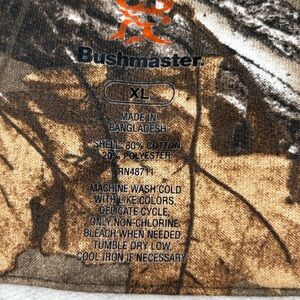 Bushmaster.
XL
MADE IN
BANGLADESH
SHELL: 80% COTTON
20% POLYESTER
RN48711
MACHINE WASH COLD
WITH LIKE COLORS.
DELICATE CYCLE.
ONLY NON-CHLORINE
BLEACH WHEN NEEDED.
TUMBLE DRY LOW.
COOL IRON IF NECESSARY